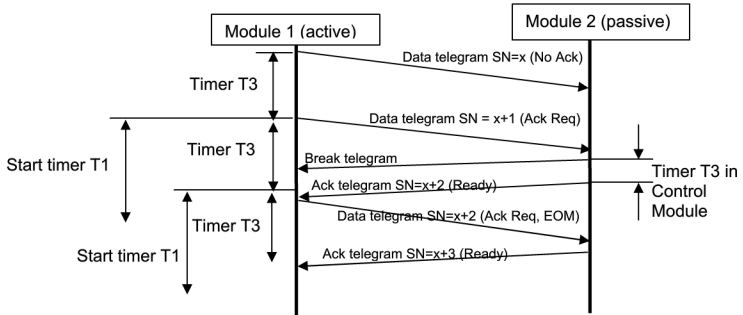 Module 1 (active)
Module 2 (passive)
Data telegram SN=x (No Ack)
Timer T3
Data telegram SN = x+1 (Ack Req)
Start timer T1
Timer T3
Break telegram
Timer T3 in
Control
Module
Ack telegram SN=x+2 (Ready)
Data telegram SN=x+2 (Ack Req, EOM)
Timer T3
Start timer T1
Ack telegram SN=x+3 (Ready)